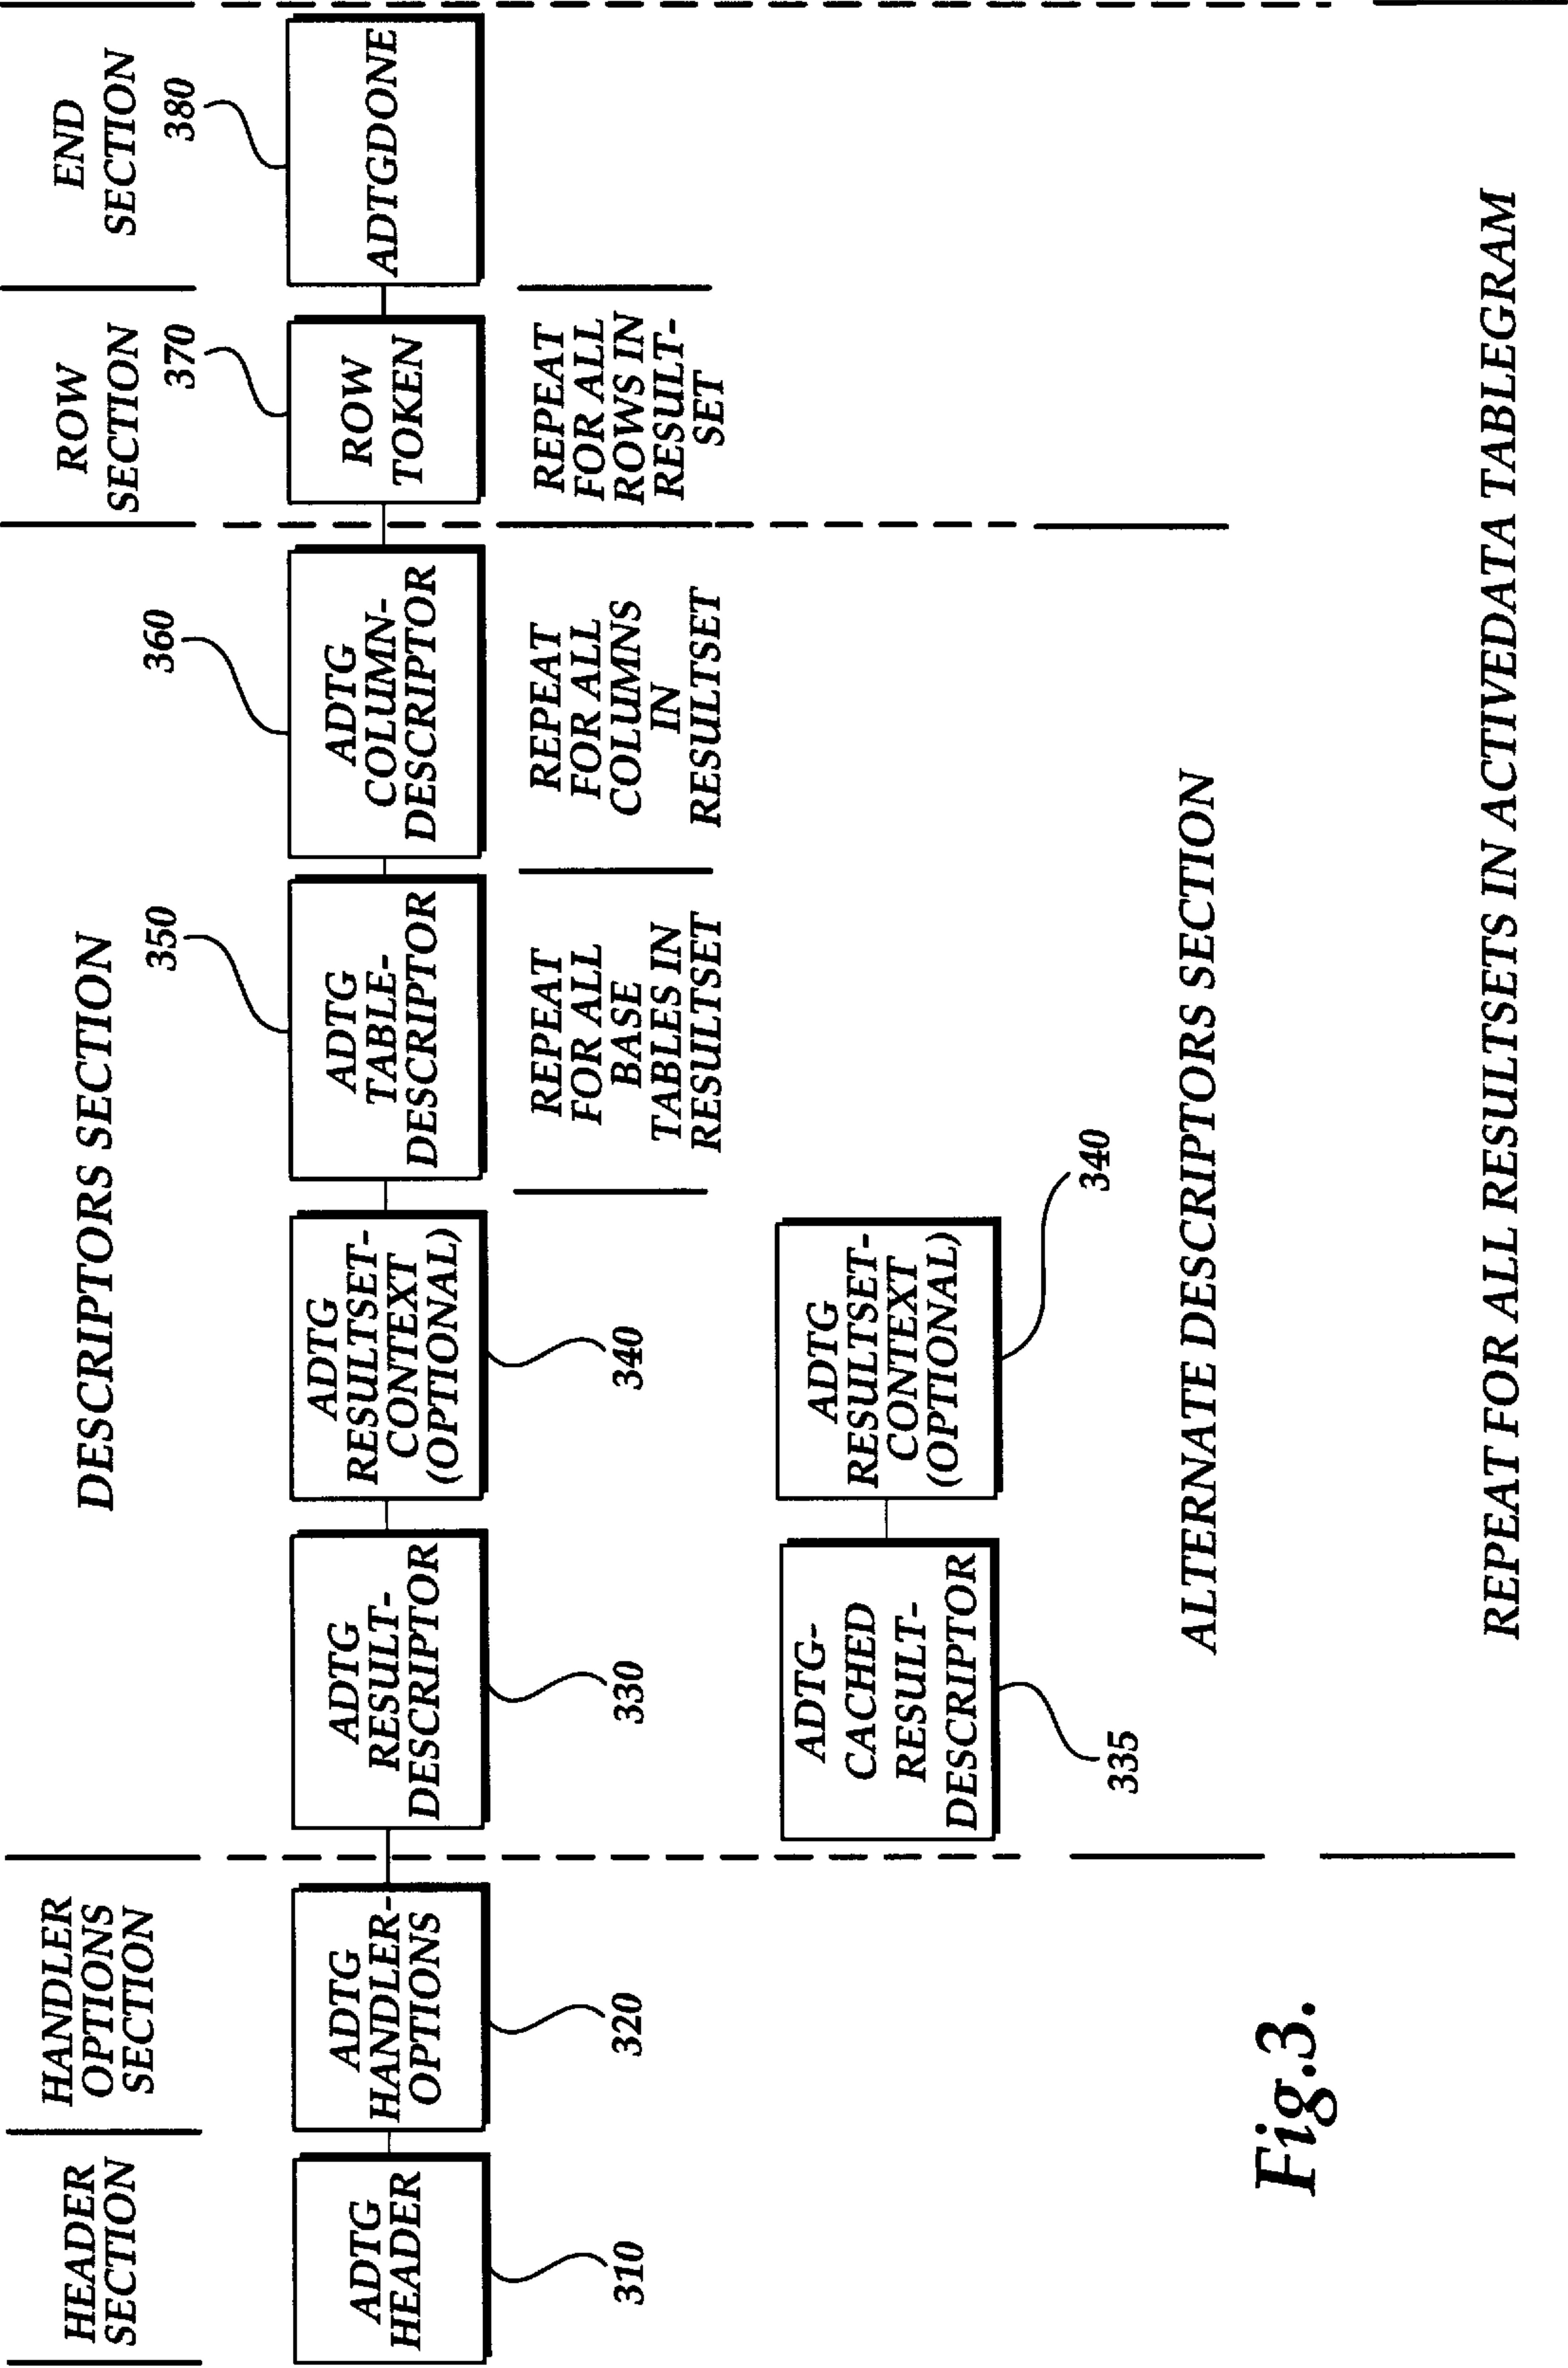 HEADER
SECTION
HANDLER
OPTIONS
SECTION
DESCRIPTORS SECTION
ROW
SECTION
END
SECTION
ADTG
HEADER
310
ADTG
HANDLER-
OPTIONS
320
ADTG
RESULT-
DESCRIPTOR
330
ADTG
RESULTSET-
CONTEXT
(OPTIONAL)
340
350
ADTG
TABLE-
DESCRIPTOR
REPEAT
FOR ALL
BASE
TABLES IN
RESULTSET
360
ADTG
COLUMN-
DESCRIPTOR
REPEAT
FOR ALL
COLUMNS
IN
RESULTSET
370
ROW
TOKEN
REPEAT
FOR ALL
ROWS IN
RESULT-
SET
380
ADTGDONE
ADTG-
CACHED
RESULT-
DESCRIPTOR
335
ADTG
RESULTSET-
CONTEXT
(OPTIONAL)
340
ALTERNATE DESCRIPTORS SECTION
REPEAT FOR ALL RESULTSETS IN ACTIVEDATA TABLEGRAM
Fig.3.